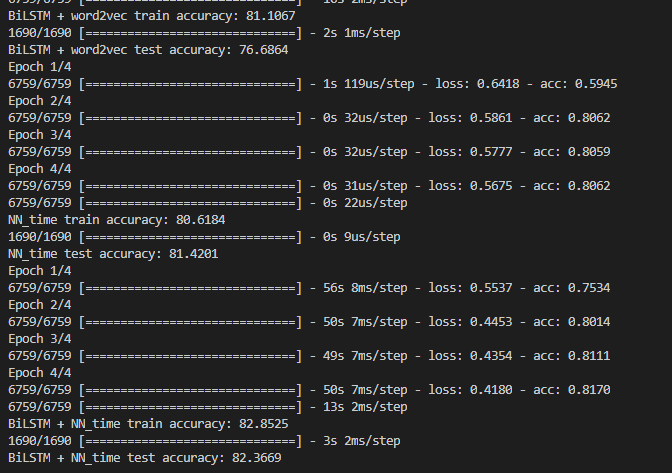 6759/6759 [==============================] - 16s 2ms/step
BiLSTM + word2vec train accuracy: 81.1067
1690/1690 [==============================] - 2s 1ms/step
BiLSTM + word2vec test accuracy: 76.6864
Epoch 1/4
6759/6759 [==============================] - 1s 119us/step - loss: 0.6418 - acc: 0.5945
Epoch 2/4
6759/6759 [==============================] - 0s 32us/step - loss: 0.5861 - acc: 0.8062
Epoch 3/4
6759/6759 [==============================] - 0s 32us/step - loss: 0.5777 - acc: 0.8059
Epoch 4/4
6759/6759 [==============================] - 0s 31us/step - loss: 0.5675 - acc: 0.8062
6759/6759 [==============================] - 0s 22us/step
NN_time train accuracy: 80.6184
1690/1690 [==============================] - 0s 9us/step
NN_time test accuracy: 81.4201
Epoch 1/4
6759/6759 [==============================] - 56s 8ms/step - loss: 0.5537 - acc: 0.7534
Epoch 2/4
6759/6759 [==============================] - 50s 7ms/step - loss: 0.4453 - acc: 0.8014
Epoch 3/4
6759/6759 [==============================] - 49s 7ms/step - loss: 0.4354 - acc: 0.8111
Epoch 4/4
6759/6759 [==============================] - 50s 7ms/step - loss: 0.4180 - acc: 0.8170
6759/6759 [==============================] - 13s 2ms/step
BiLSTM + NN_time train accuracy: 82.8525
1690/1690 [==============================] - 3s 2ms/step
BiLSTM + NN_time test accuracy: 82.3669